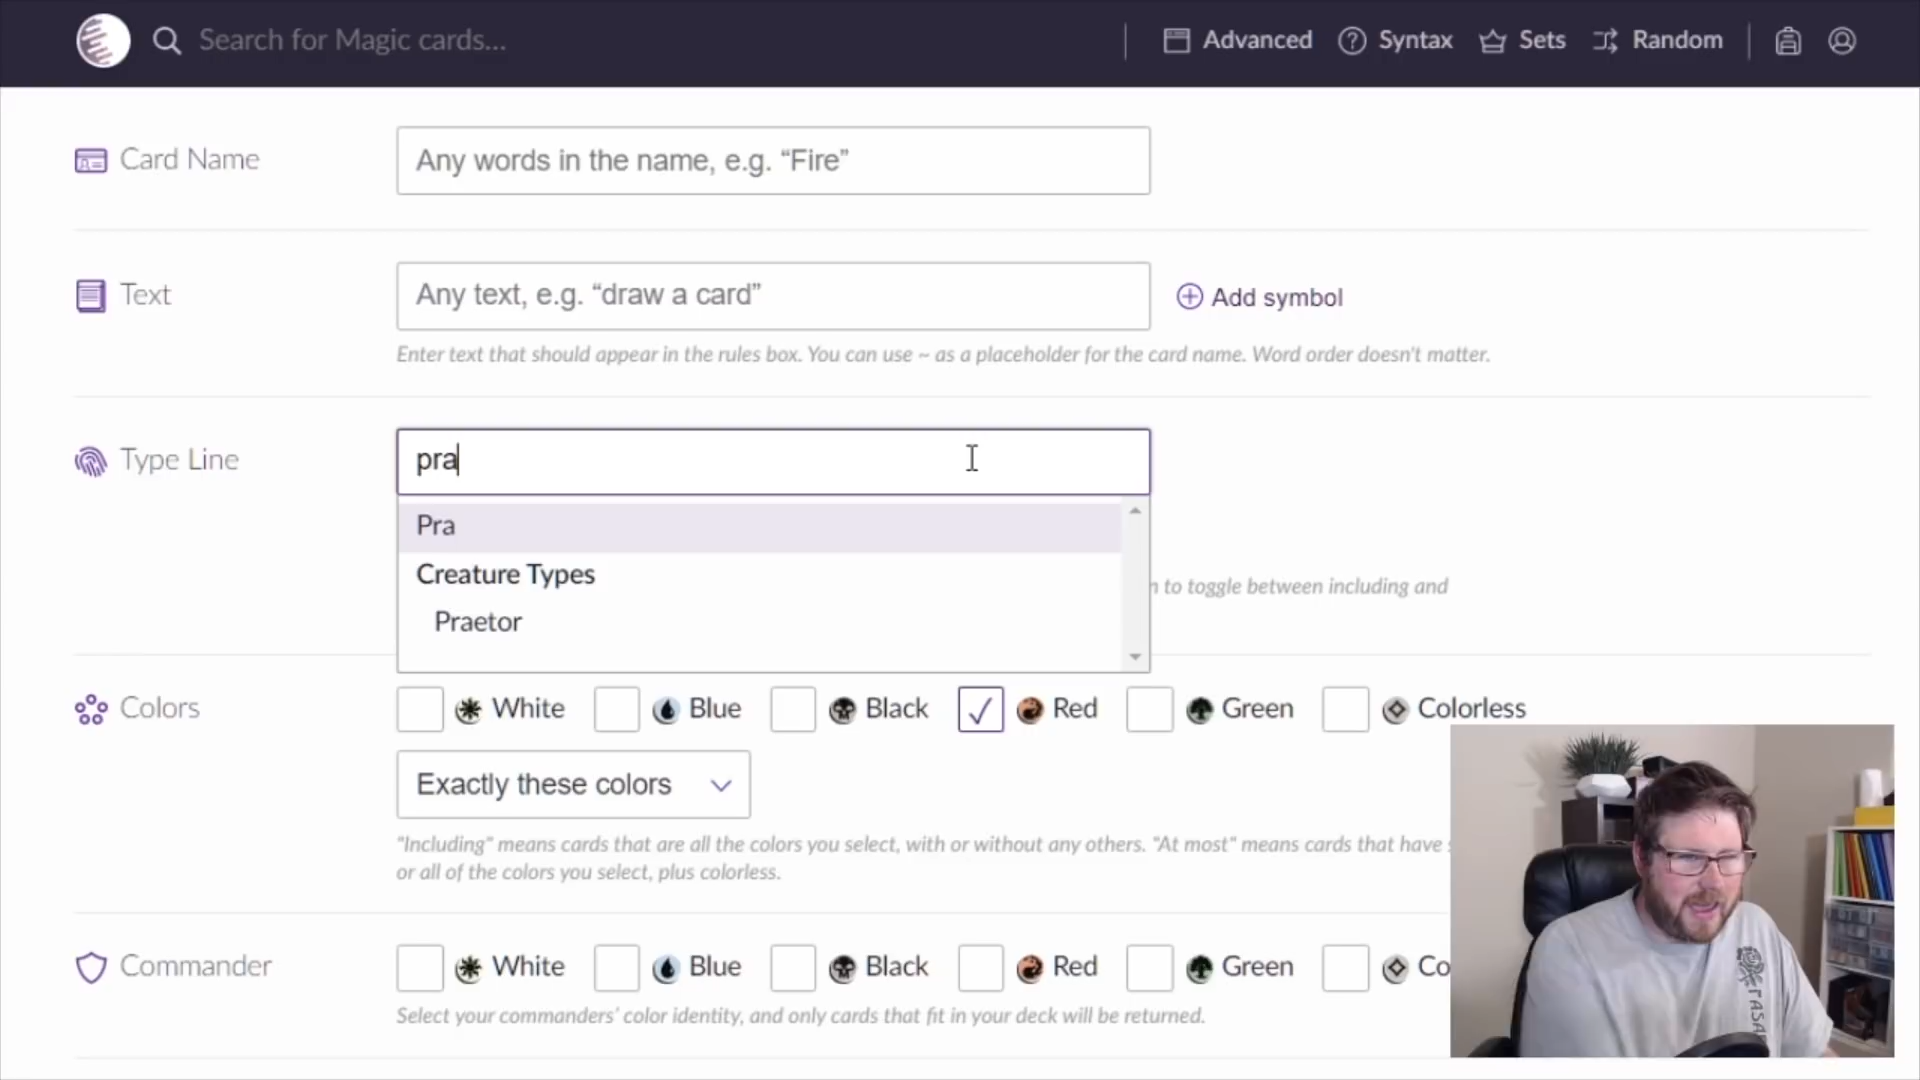 Search for Magic cards...
Advanced
Syntax
Sets
Random
Card Name
Any words in the name, e.g. “Fire”
Text
Any text, e.g. “draw a card”
Add symbol
Enter text that should appear in the rules box. You can use ~ as a placeholder for the card name. Word order doesn't matter.
Type Line
pra
Pra
Creature Types
Praetor
to toggle between including and
Colors
White
Blue
Black
Red
Green
Colorless
Exactly these colors
"Including" means cards that are all the colors you select, with or without any others. "At most" means cards that have
or all of the colors you select, plus colorless.
Commander
White
Blue
Black
Red
Green
Co
Select your commanders’ color identity, and only cards that fit in your deck will be returned.